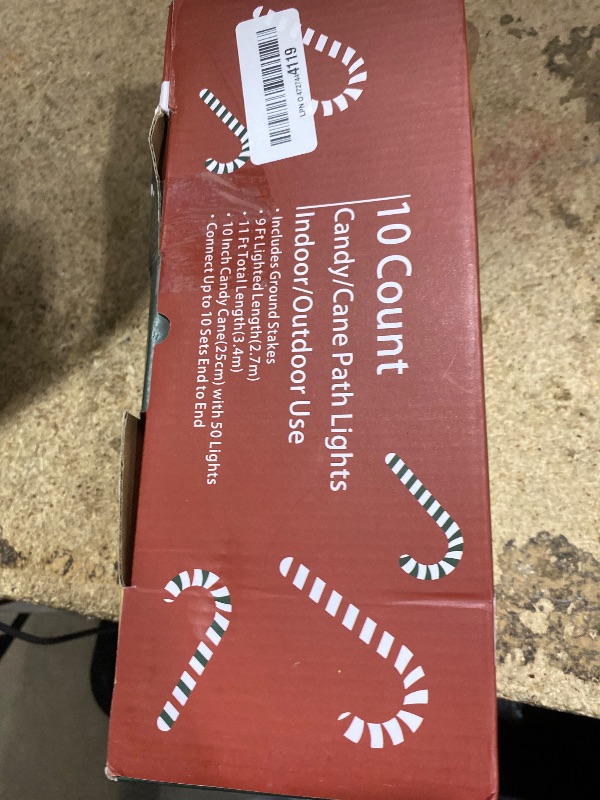 10 Count
Candy/Cane Path Lights
Indoor/Outdoor Use
· Includes Ground Stakes
· 9 Ft Lighted Length(2.7m)
· 11 Ft Total Length(3.4m)
· 10 Inch Candy Cane(25cm) with 50 Lights
· Connect Up to 10 Sets End to End
4119